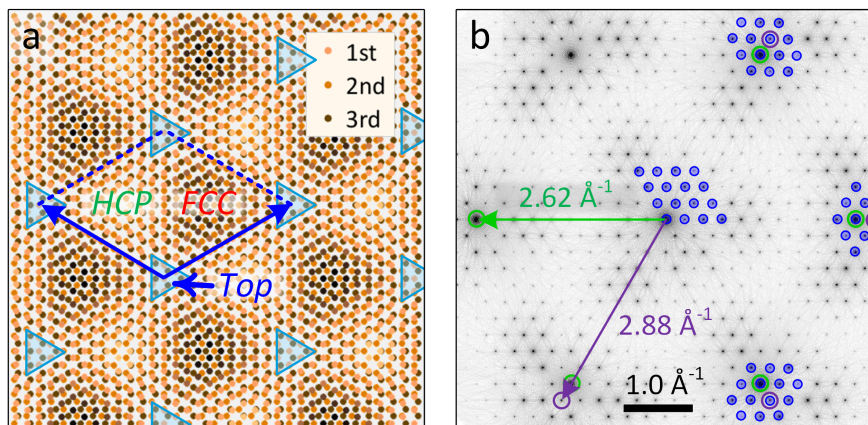 a
1st
2nd
3rd
HCP FCC
Top
b
2.62 Å⁻¹
2.88 Å⁻¹
1.0 Å⁻¹